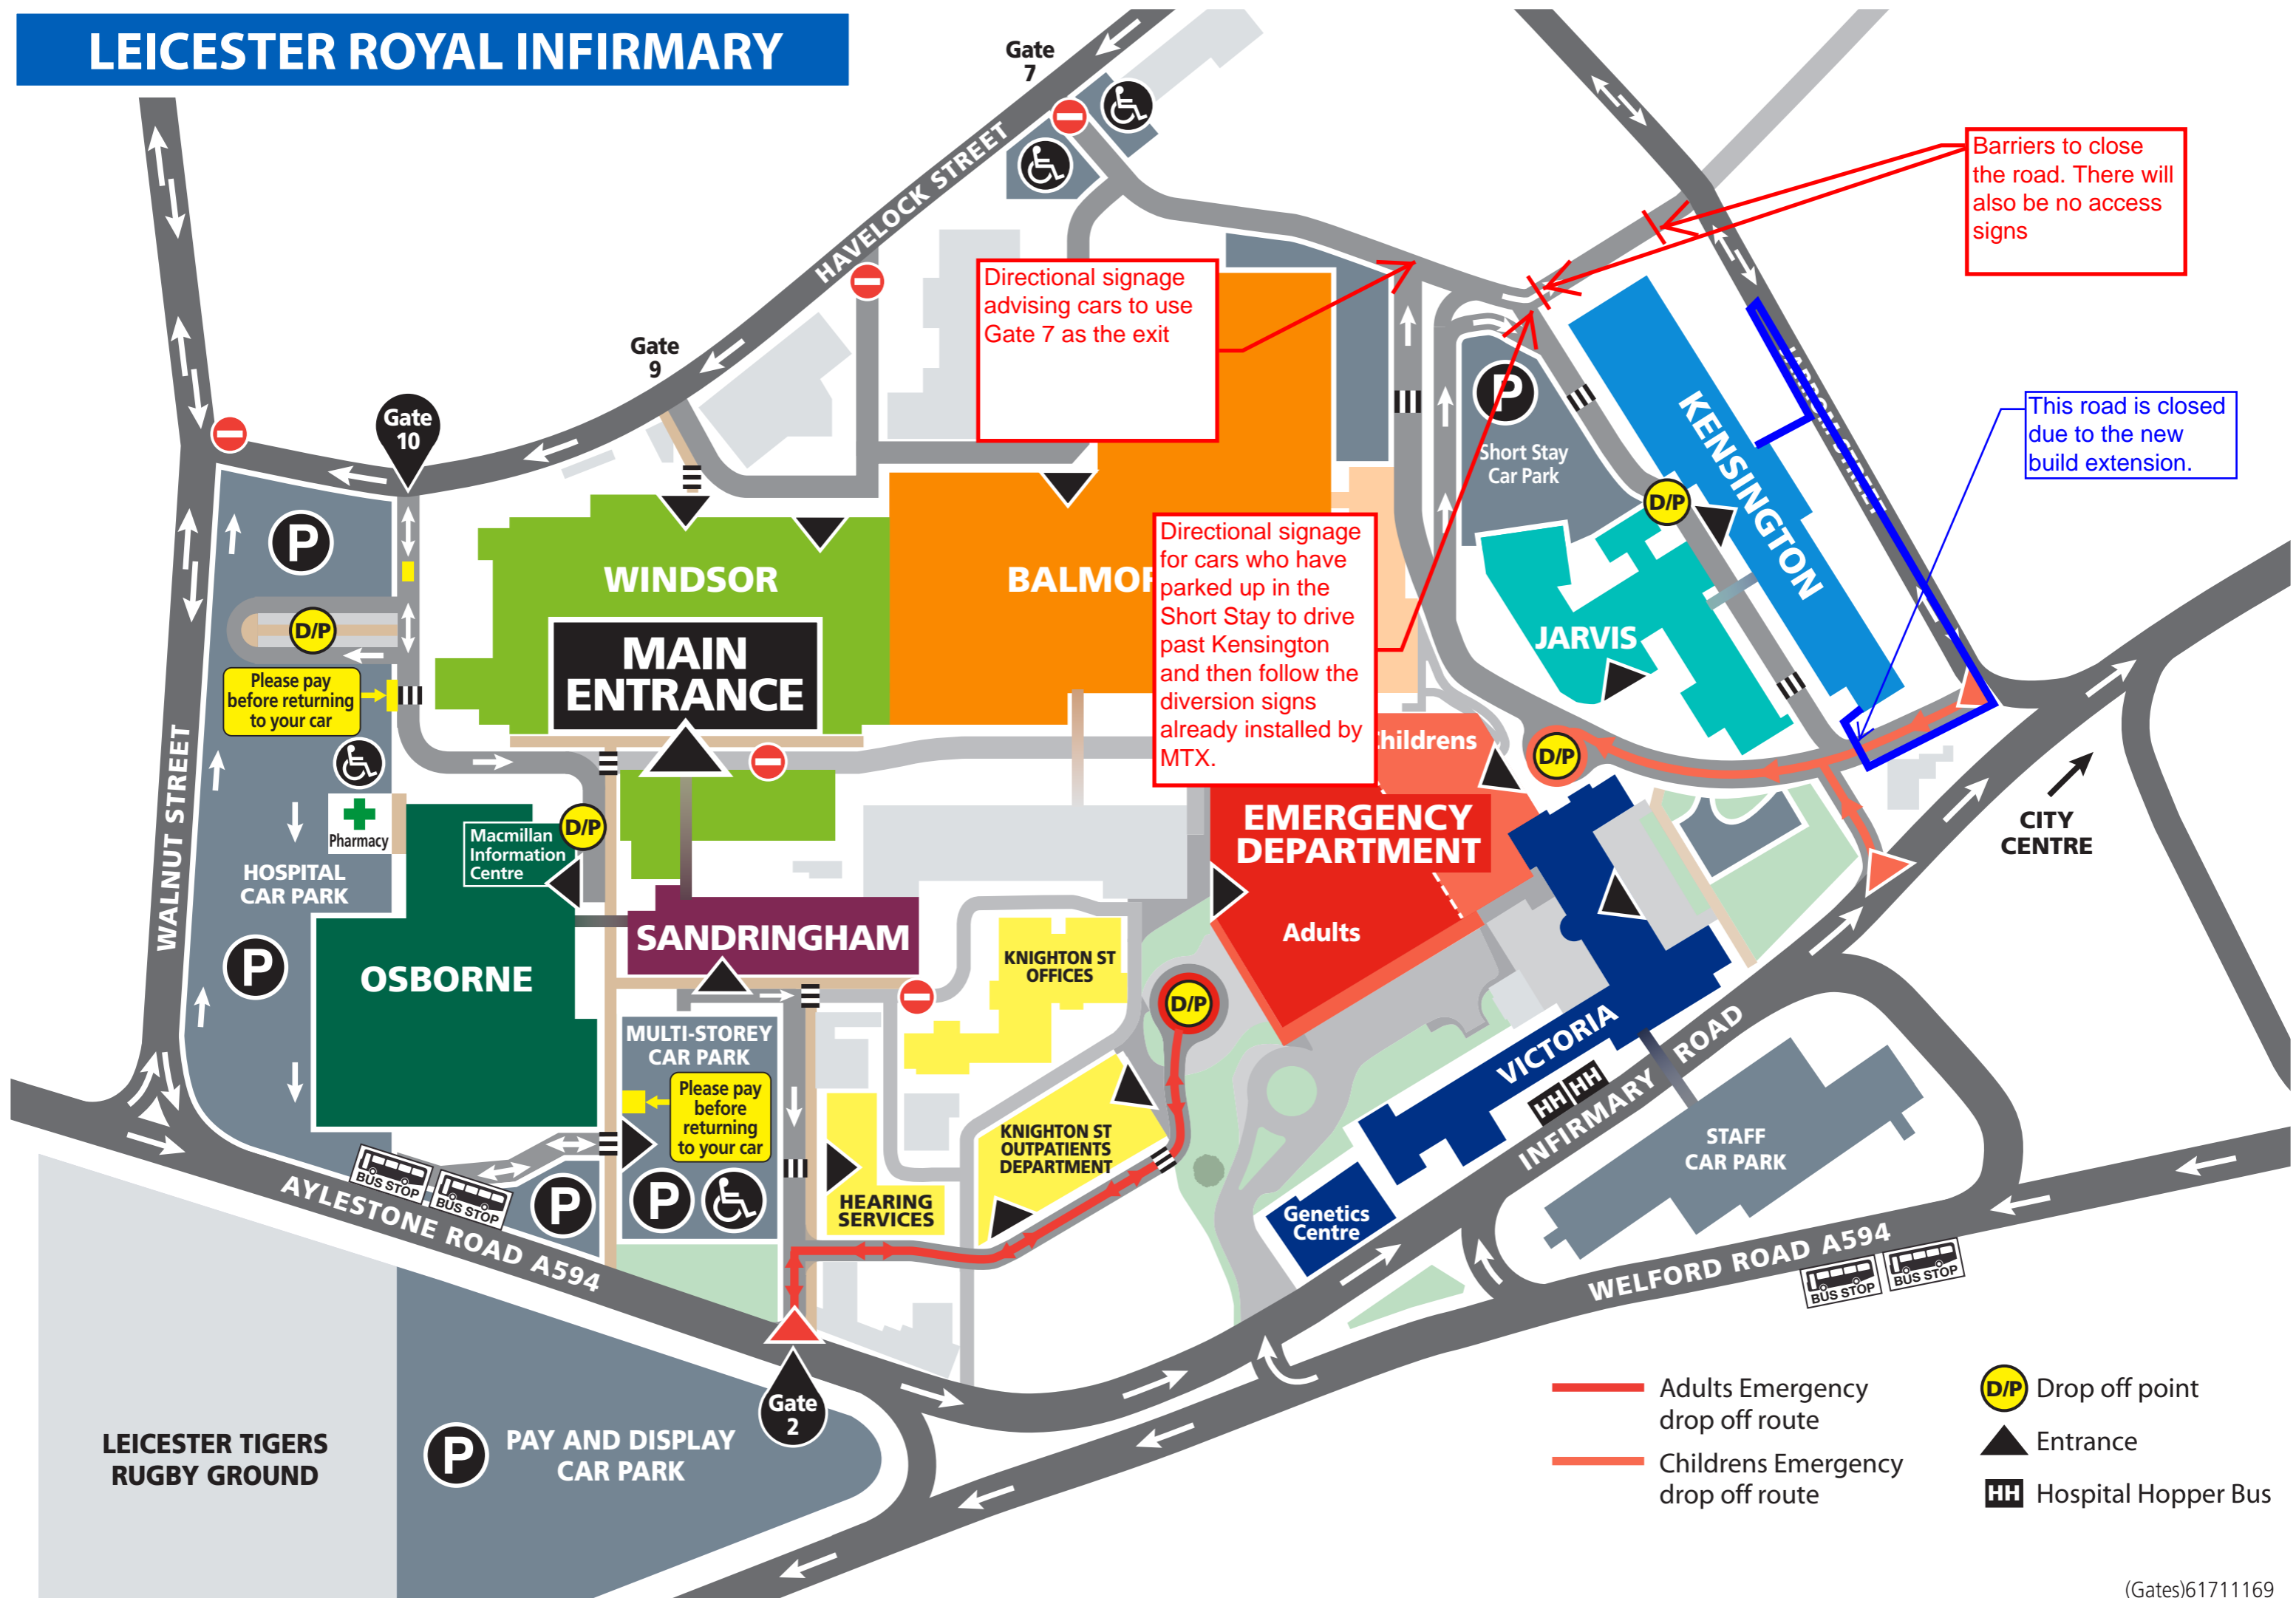 LEICESTER ROYAL INFIRMARY
Gate
7
HAVELOCK STREET
Barriers to close
the road. There will
also be no access
signs
Directional signage
advising cars to use
Gate 7 as the exit
Gate
9
Gate
10
P
Short Stay
Car Park
KENSINGTON
This road is closed
due to the new
build extension.
D/P
P
WINDSOR
BALMOR
Directional signage
for cars who have
parked up in the
Short Stay to drive
past Kensington
and then follow the
diversion signs
already installed by
MTX.
D/P
MAIN
ENTRANCE
JARVIS
Please pay
before returning
to your car
WALNUT STREET
Childrens
D/P
Pharmacy
Macmillan
Information
Centre
D/P
EMERGENCY
DEPARTMENT
CITY
CENTRE
HOSPITAL
CAR PARK
Adults
P
OSBORNE
SANDRINGHAM
KNIGHTON ST
OFFICES
D/P
MULTI-STOREY
CAR PARK
Please pay
before
returning
to your car
VICTORIA
INFIRMARY ROAD
HH
HH
STAFF
CAR PARK
KNIGHTON ST
OUTPATIENTS
DEPARTMENT
BUS STOP
BUS STOP
P
P
HEARING
SERVICES
Genetics
Centre
AYLESTONE ROAD A594
WELFORD ROAD A594
BUS STOP
BUS STOP
Gate
2
LEICESTER TIGERS
RUGBY GROUND
P
PAY AND DISPLAY
CAR PARK
Adults Emergency
drop off route
Childrens Emergency
drop off route
D/P Drop off point
Entrance
HH Hospital Hopper Bus
(Gates)61711169